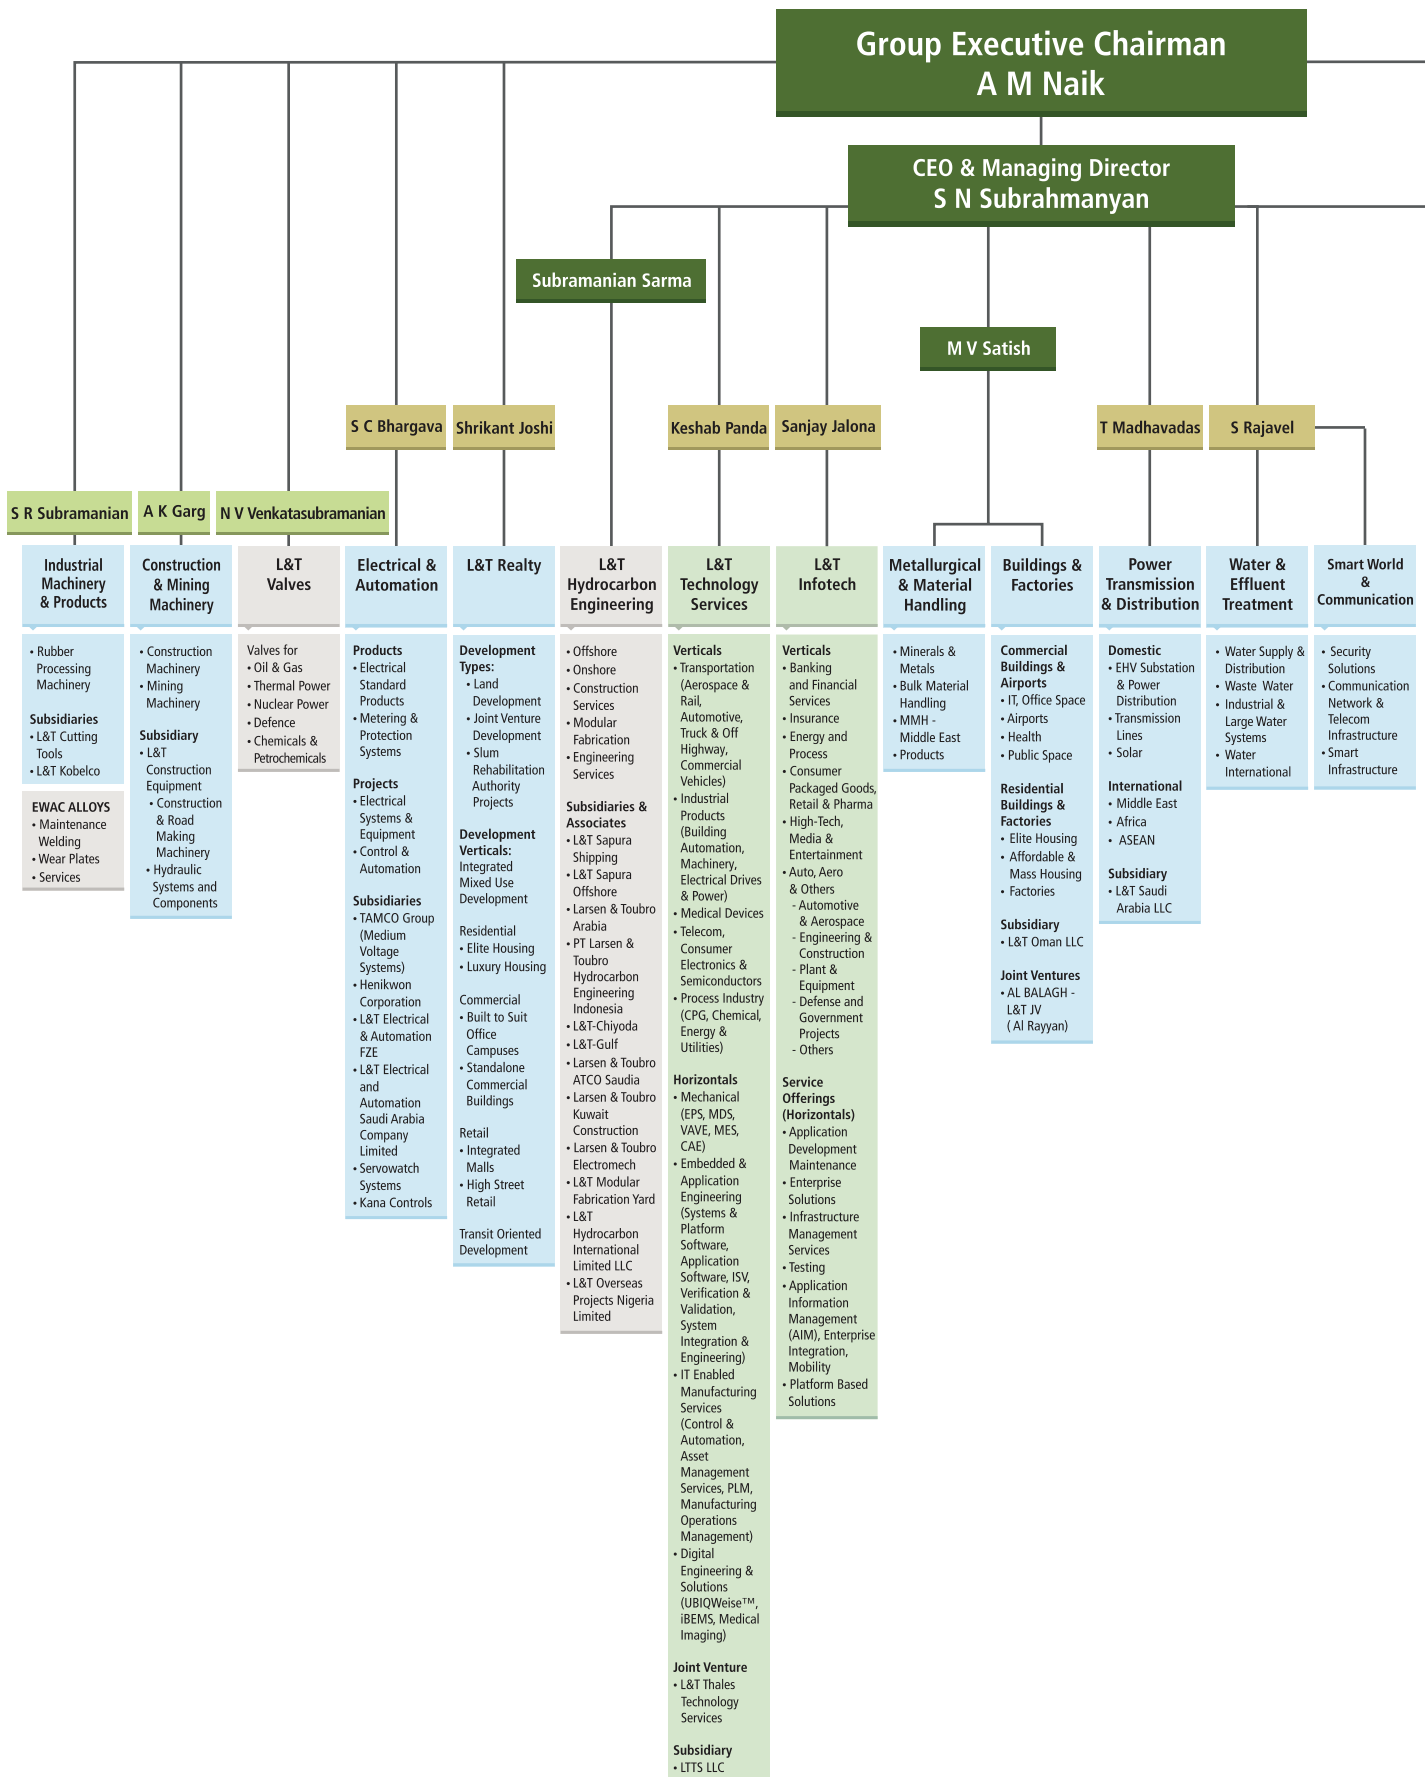 Group Executive Chairman
A M Naik
CEO & Managing Director
S N Subrahmanyan
Subramanian Sarma
M V Satish
S C Bhargava
Shrikant Joshi
Keshab Panda
Sanjay Jalona
T Madhavadas
S Rajavel
S R Subramanian
A K Garg
N V Venkatasubramanian
Industrial
Machinery
& Products
• Rubber
Processing
Machinery
Subsidiaries
• L&T Cutting
Tools
• L&T Kobelco
EWAC ALLOYS
• Maintenance
Welding
• Wear Plates
• Services
Construction
& Mining
Machinery
• Construction
Machinery
• Mining
Machinery
Subsidiary
• L&T
Construction
Equipment
• Construction
& Road
Making
Machinery
• Hydraulic
Systems and
Components
L&T
Valves
Valves for
• Oil & Gas
• Thermal Power
• Nuclear Power
• Defence
• Chemicals &
Petrochemicals
Electrical &
Automation
Products
• Electrical
Standard
Products
• Metering &
Protection
Systems
Projects
• Electrical
Systems &
Equipment
• Control &
Automation
Subsidiaries
• TAMCO Group
(Medium
Voltage
Systems)
• Henikwon
Corporation
• L&T Electrical
& Automation
FZE
• L&T Electrical
and
Automation
Saudi Arabia
Company
Limited
• Servowatch
Systems
• Kana Controls
L&T Realty
Development
Types:
• Land
Development
• Joint Venture
Development
• Slum
Rehabilitation
Authority
Projects
Development
Verticals:
Integrated
Mixed Use
Development
Residential
• Elite Housing
• Luxury Housing
Commercial
• Built to Suit
Office
Campuses
• Standalone
Commercial
Buildings
Retail
• Integrated
Malls
• High Street
Retail
Transit Oriented
Development
L&T
Hydrocarbon
Engineering
• Offshore
• Onshore
• Construction
Services
• Modular
Fabrication
• Engineering
Services
Subsidiaries &
Associates
• L&T Sapura
Shipping
• L&T Sapura
Offshore
• Larsen & Toubro
Arabia
• PT Larsen &
Toubro
Hydrocarbon
Engineering
Indonesia
• L&T-Chiyoda
• L&T-Gulf
• Larsen & Toubro
ATCO Saudia
• Larsen & Toubro
Kuwait
Construction
• Larsen & Toubro
Electromech
• L&T Modular
Fabrication Yard
• L&T
Hydrocarbon
International
Limited LLC
• L&T Overseas
Projects Nigeria
Limited
L&T
Technology
Services
Verticals
• Transportation
(Aerospace &
Rail,
Automotive,
Truck & Off
Highway,
Commercial
Vehicles)
• Industrial
Products
(Building
Automation,
Machinery,
Electrical Drives
& Power)
• Medical Devices
• Telecom,
Consumer
Electronics &
Semiconductors
• Process Industry
(CPG, Chemical,
Energy &
Utilities)
Horizontals
• Mechanical
(EPS, MDS,
VAVE, MES,
CAE)
• Embedded &
Application
Engineering
(Systems &
Platform
Software,
Application
Software, ISV,
Verification &
Validation,
System
Integration &
Engineering)
• IT Enabled
Manufacturing
Services
(Control &
Automation,
Asset
Management
Services, PLM,
Manufacturing
Operations
Management)
• Digital
Engineering &
Solutions
(UBIQWeise™,
iBEMS, Medical
Imaging)
Joint Venture
• L&T Thales
Technology
Services
Subsidiary
• LTTS LLC
L&T
Infotech
Verticals
• Banking
and Financial
Services
• Insurance
• Energy and
Process
• Consumer
Packaged Goods,
Retail & Pharma
• High-Tech,
Media &
Entertainment
• Auto, Aero
& Others
- Automotive
& Aerospace
- Engineering &
Construction
- Plant &
Equipment
- Defense and
Government
Projects
- Others
Service
Offerings
(Horizontals)
• Application
Development
Maintenance
• Enterprise
Solutions
• Infrastructure
Management
Services
• Testing
• Application
Information
Management
(AIM), Enterprise
Integration,
Mobility
• Platform Based
Solutions
Metallurgical
& Material
Handling
• Minerals &
Metals
• Bulk Material
Handling
• MMH -
Middle East
• Products
Buildings &
Factories
Commercial
Buildings &
Airports
• IT, Office Space
• Airports
• Health
• Public Space
Residential
Buildings &
Factories
• Elite Housing
• Affordable &
Mass Housing
• Factories
Subsidiary
• L&T Oman LLC
Joint Ventures
• AL BALAGH -
L&T JV
( Al Rayyan)
Power
Transmission
& Distribution
Domestic
• EHV Substation
& Power
Distribution
• Transmission
Lines
• Solar
International
• Middle East
• Africa
• ASEAN
Subsidiary
• L&T Saudi
Arabia LLC
Water &
Effluent
Treatment
• Water Supply &
Distribution
• Waste Water
• Industrial &
Large Water
Systems
• Water
International
Smart World
&
Communication
• Security
Solutions
• Communication
Network &
Telecom
Infrastructure
• Smart
Infrastructure